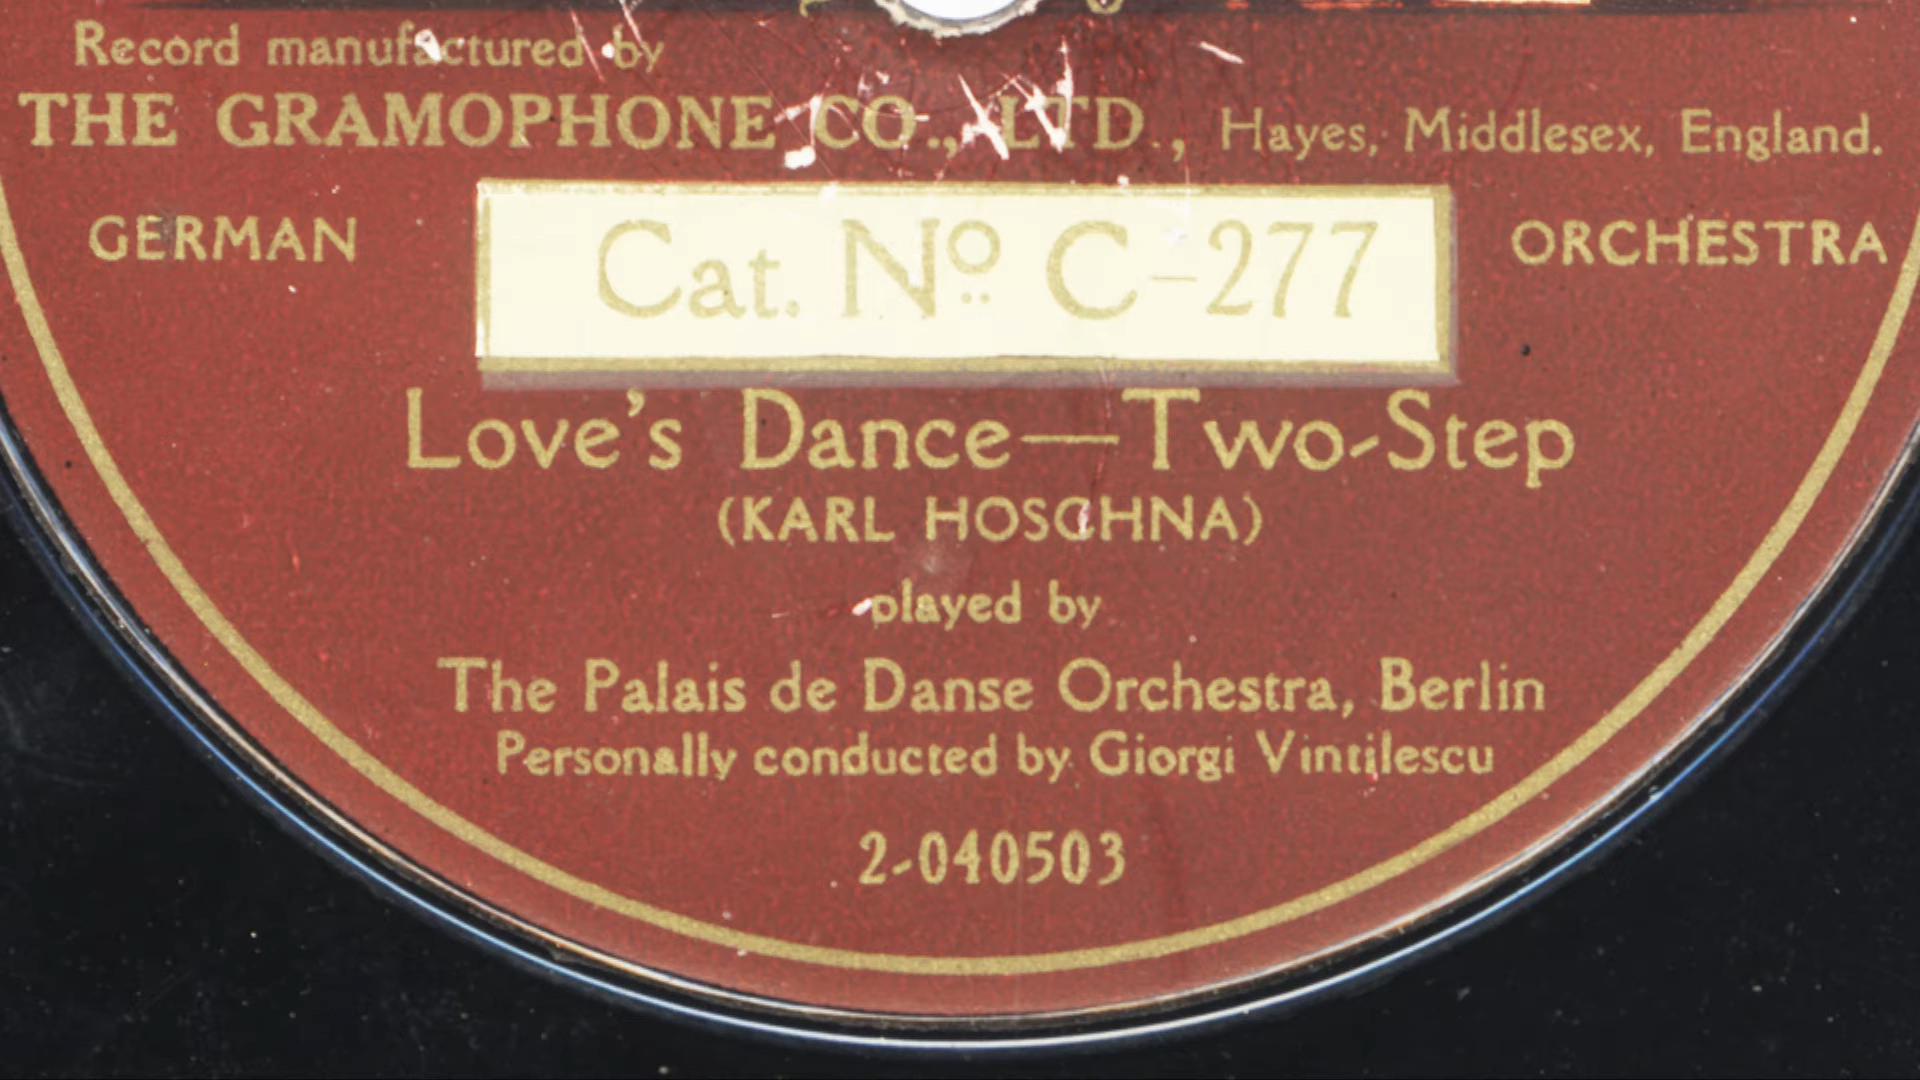 Record manufactured by
THE GRAMOPHONE CO., LTD., Hayes, Middlesex, England.
GERMAN Cat. Nº C-277 ORCHESTRA
Love's Dance—Two-Step
(KARL HOSCHNA)
played by
The Palais de Danse Orchestra, Berlin
Personally conducted by Giorgi Vintilescu
2-040503